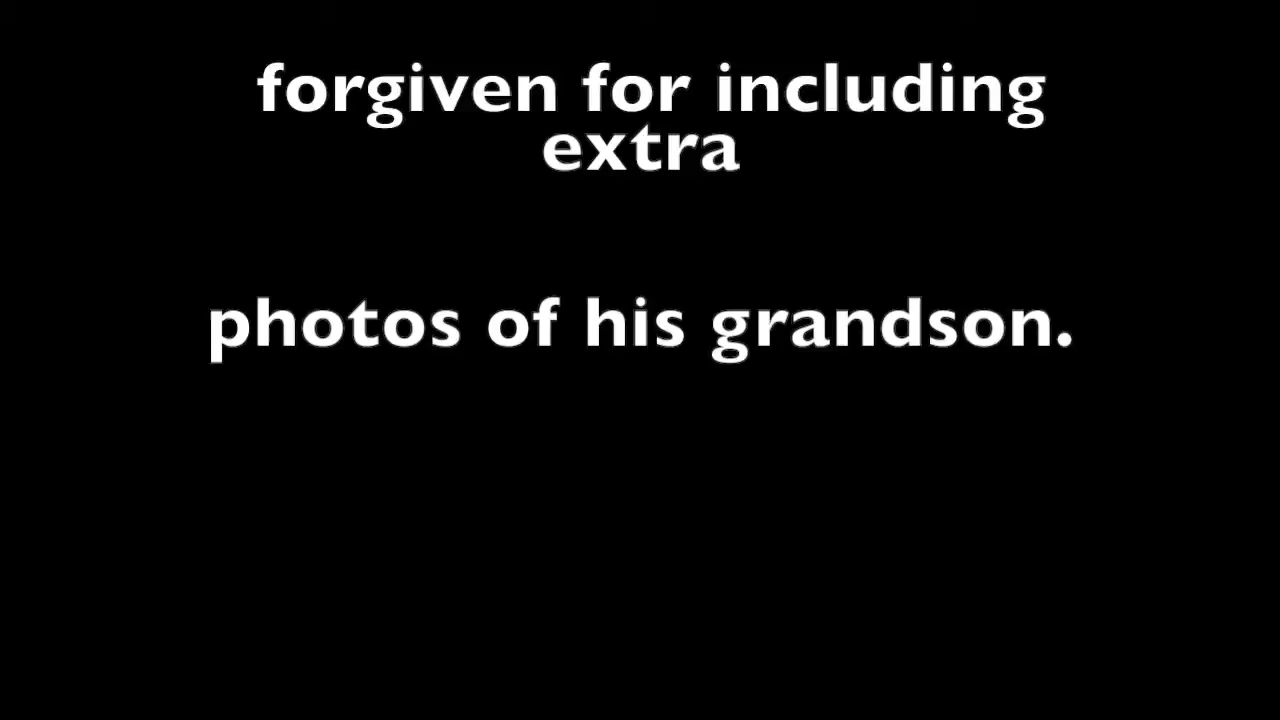 forgiven for including
extra
photos of his grandson.